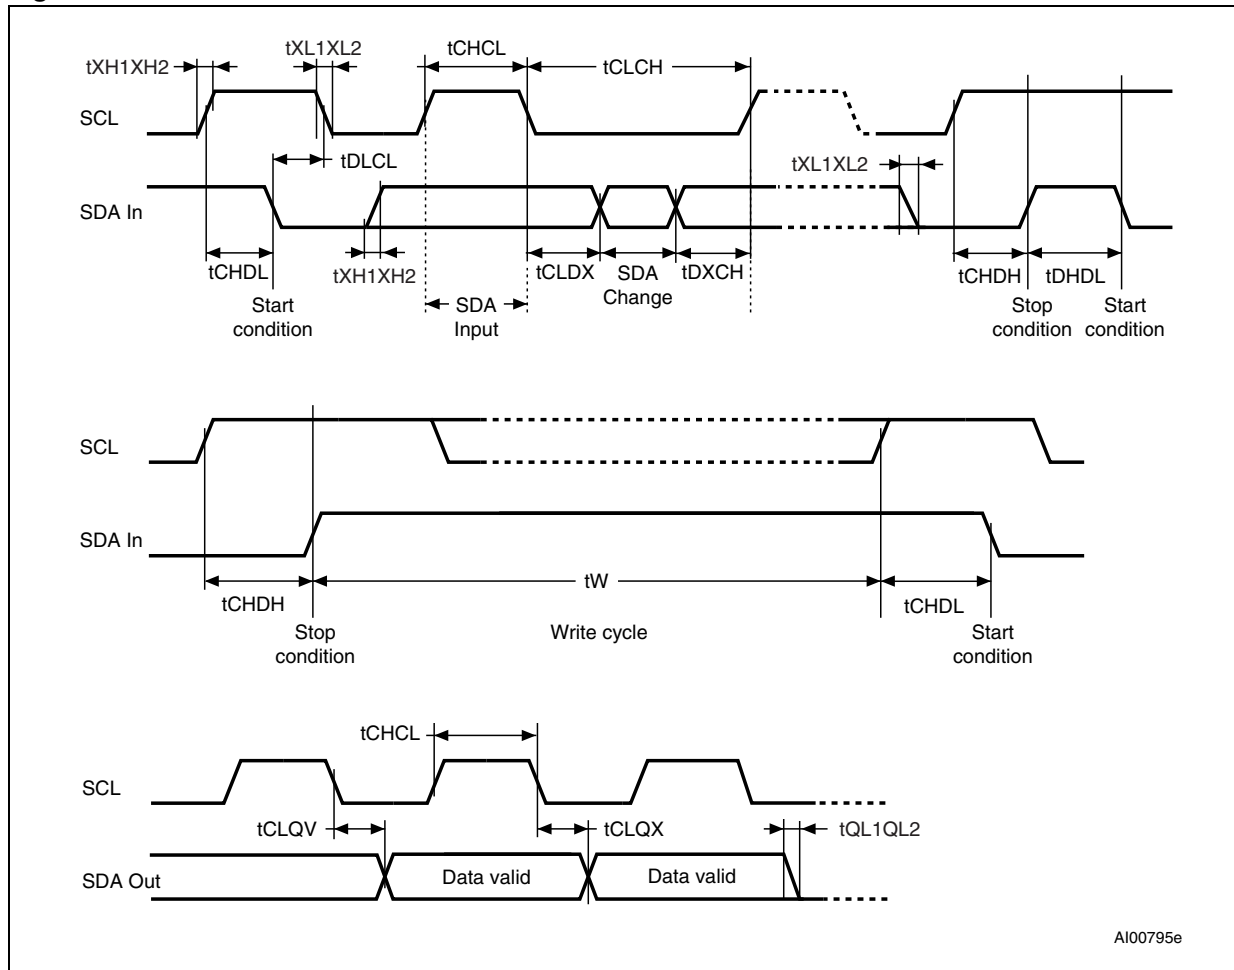 tXL1XL2
tCHCL
tXH1XH2
tCLCH
SCL
tDLCL
tXL1XL2
SDA In
tCHDL
tXH1XH2
tCLDX
SDA
Change
tDXCH
tCHDH
tDHDL
Start
condition
SDA
Input
Stop
condition
Start
condition
SCL
SDA In
tW
tCHDH
tCHDL
Stop
condition
Write cycle
Start
condition
tCHCL
SCL
tCLQV
tCLQX
tQL1QL2
SDA Out
Data valid
Data valid
AI00795e